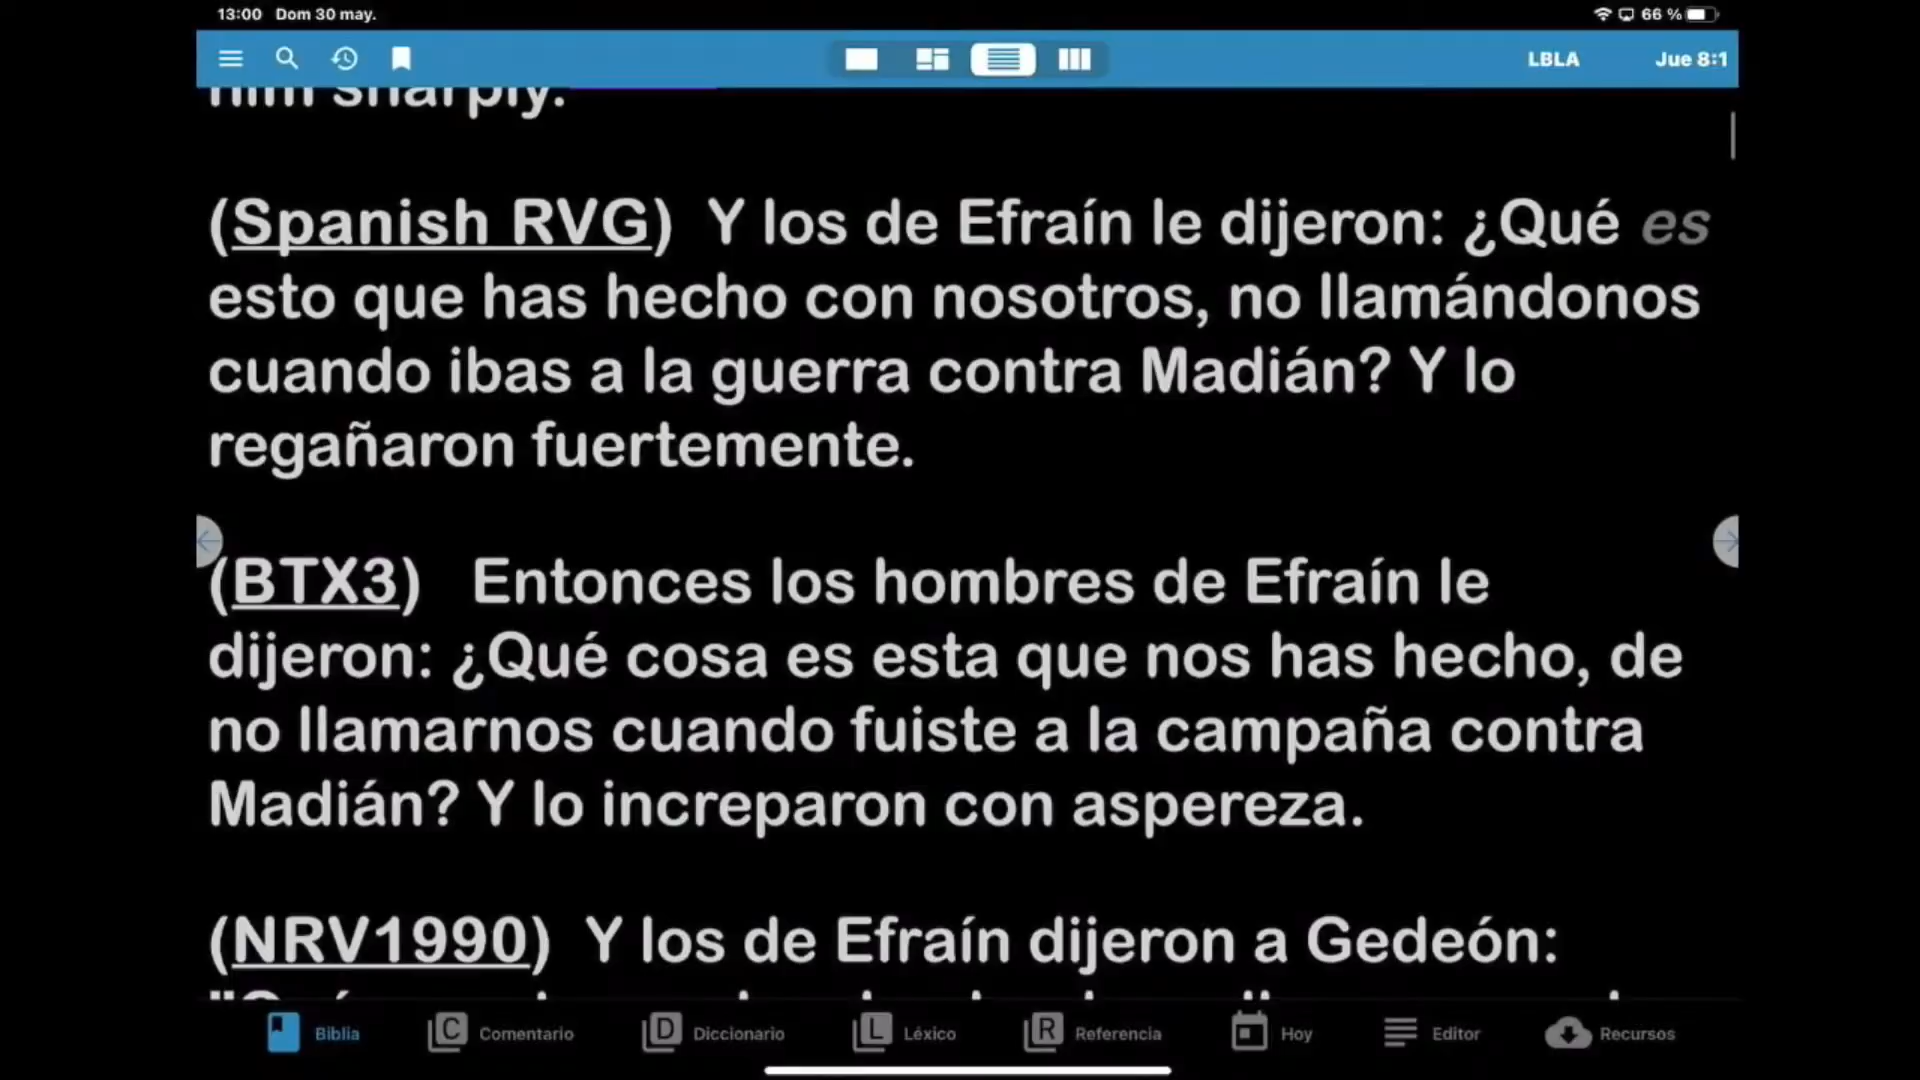 13:00 Dom 30 may.
66 %
LBLA
Jue 8:1
him sharply.
(Spanish RVG) Y los de Efraín le dijeron: ¿Qué es
esto que has hecho con nosotros, no llamándonos
cuando ibas a la guerra contra Madián? Y lo
regañaron fuertemente.
(BTX3) Entonces los hombres de Efraín le
dijeron: ¿Qué cosa es esta que nos has hecho, de
no llamarnos cuando fuiste a la campaña contra
Madián? Y lo increparon con aspereza.
(NRV1990) Y los de Efraín dijeron a Gedeón:
Biblia
C Comentario
D Diccionario
L Léxico
R Referencia
Hoy
Editor
Recursos